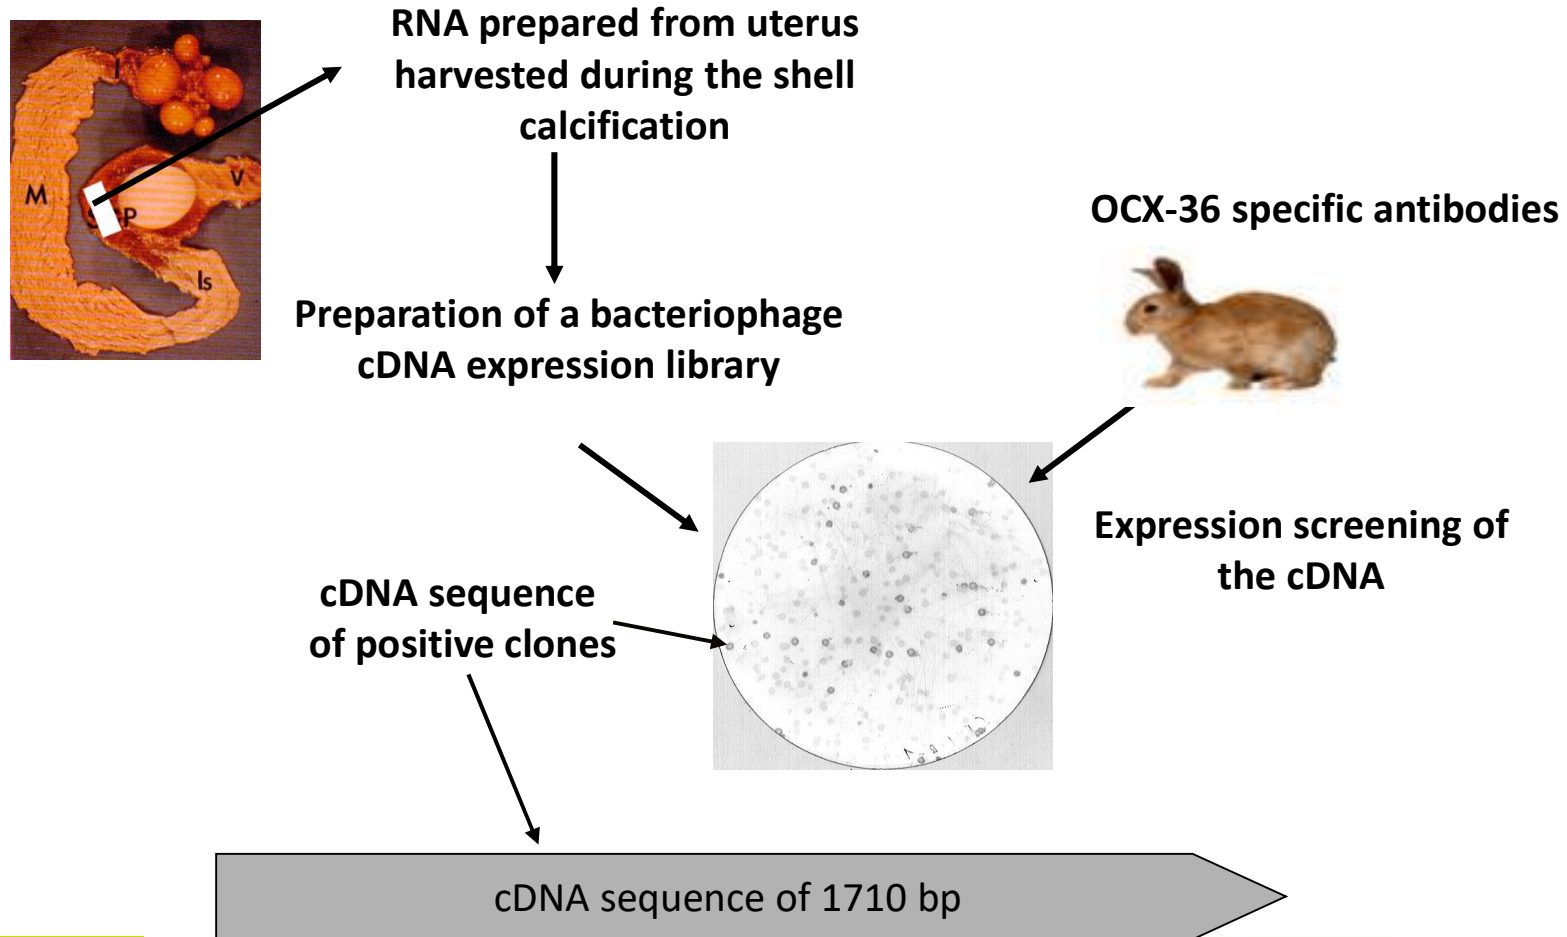 RNA prepared from uterus
harvested during the shell
calcification
I
M
V
Is
OCX-36 specific antibodies
Preparation of a bacteriophage
cDNA expression library
Expression screening of
the cDNA
cDNA sequence
of positive clones
cDNA sequence of 1710 bp